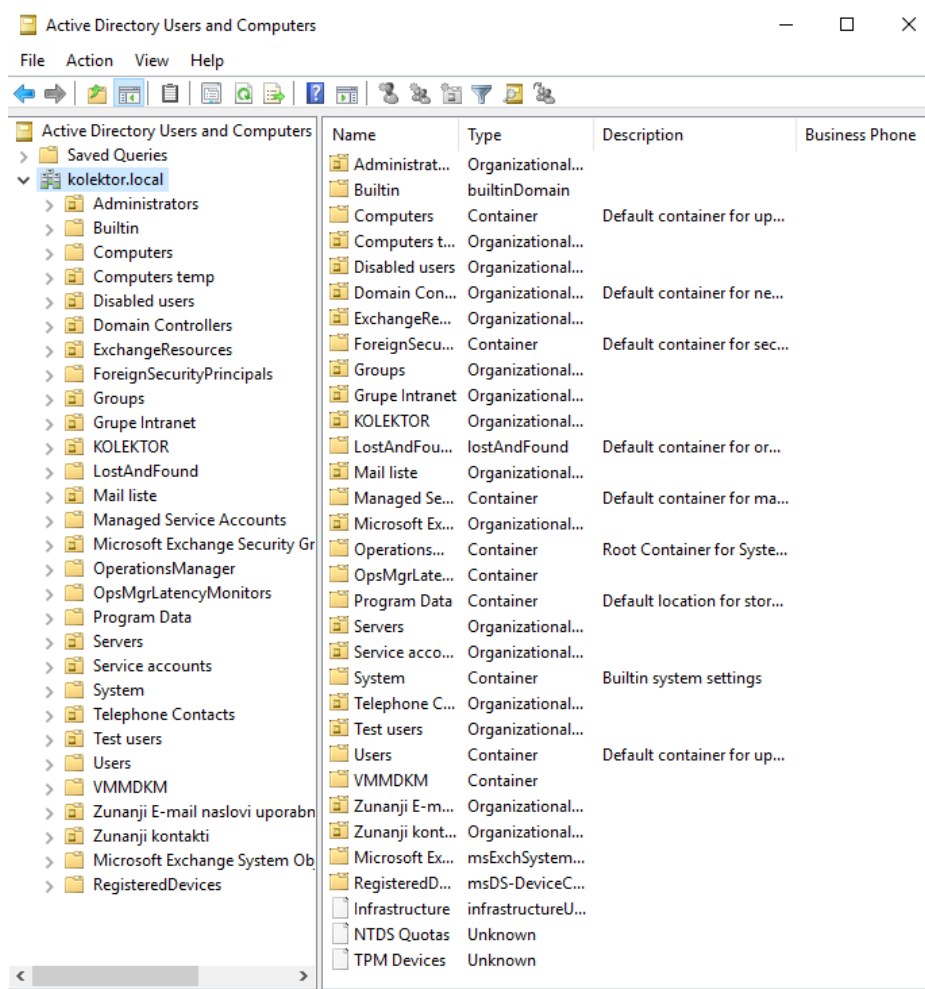 Active Directory Users and Computers
File Action View Help
Active Directory Users and Computers
Saved Queries
kolektor.local
Administrators
Builtin
Computers
Computers temp
Disabled users
Domain Controllers
ExchangeResources
ForeignSecurityPrincipals
Groups
Grupe Intranet
KOLEKTOR
LostAndFound
Mail liste
Managed Service Accounts
Microsoft Exchange Security Gr
OperationsManager
OpsMgrLatencyMonitors
Program Data
Servers
Service accounts
System
Telephone Contacts
Test users
Users
VMMDKM
Zunanji E-mail naslovi uporabn
Zunanji kontakti
Microsoft Exchange System Ob
RegisteredDevices
Name Type Description Business Phone
Administrat... Organizational...
Builtin builtinDomain
Computers Container Default container for up...
Computers t... Organizational...
Disabled users Organizational...
Domain Con... Organizational... Default container for ne...
ExchangeRe... Organizational...
ForeignSecu... Container Default container for sec...
Groups Organizational...
Grupe Intranet Organizational...
KOLEKTOR Organizational...
LostAndFou... lostAndFound Default container for or...
Mail liste Organizational...
Managed Se... Container Default container for ma...
Microsoft Ex... Organizational...
Operations... Container Root Container for Syste...
OpsMgrLate... Container
Program Data Container Default location for stor...
Servers Organizational...
Service acco... Organizational...
System Container Builtin system settings
Telephone C... Organizational...
Test users Organizational...
Users Container Default container for up...
VMMDKM Container
Zunanji E-m... Organizational...
Zunanji kont... Organizational...
Microsoft Ex... msExchSystem...
RegisteredD... msDS-DeviceC...
Infrastructure infrastructureU...
NTDS Quotas Unknown
TPM Devices Unknown